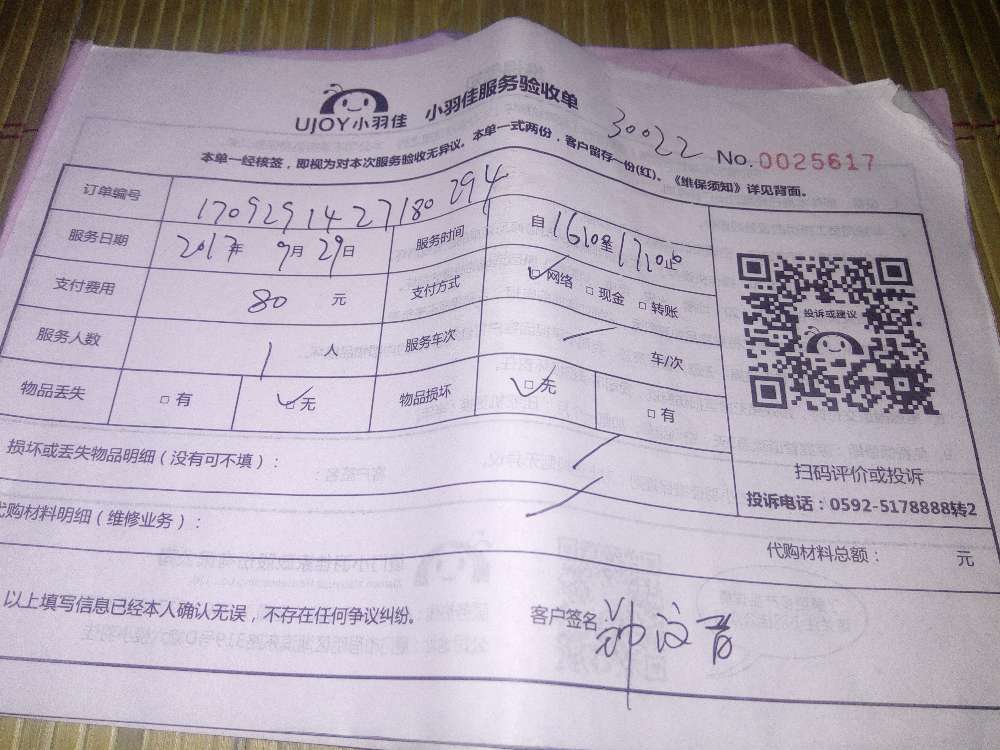 UJOY小羽佳
小羽佳服务验收单
30022
No.0025617
本单一经核签，即视为对本次服务验收无异议。本单一式两份，客户留存一份(红)。《维保须知》详见背面。
订单编号 1709291427180294
服务日期 2017年 9月 29日 服务时间 自1610至1710止
支付费用 80 元 支付方式 □网络 □现金 □转账
服务人数 1人 服务车次 车/次
物品丢失 □有 □无 物品损坏 □无 □有
投诉或建议
损坏或丢失物品明细（没有可不填）：
扫码评价或投诉
投诉电话：0592-5178888转2
代购材料明细（维修业务）：
代购材料总额： 元
以上填写信息已经本人确认无误，不存在任何争议纠纷。
客户签名